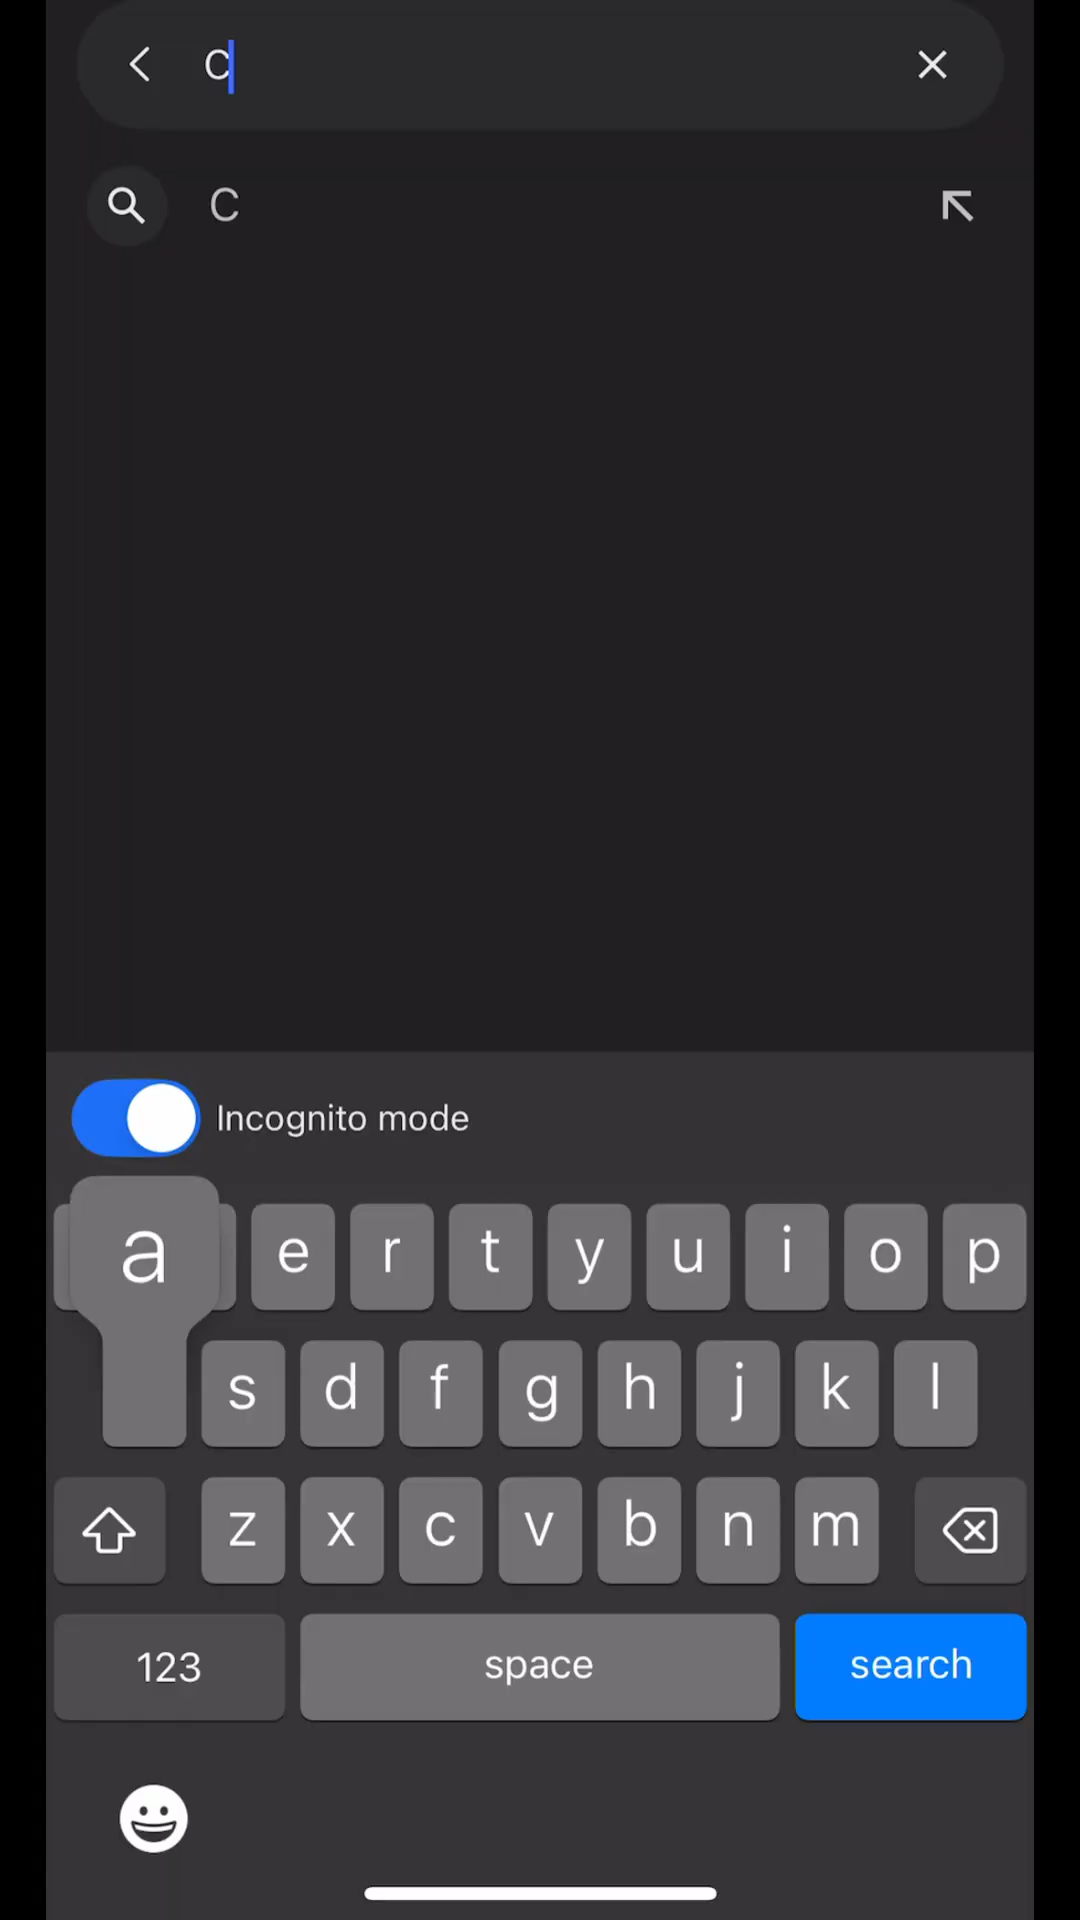 C
C
Incognito mode
a e r t y u i o p
s d f g h j k l
z x c v b n m
123 space search